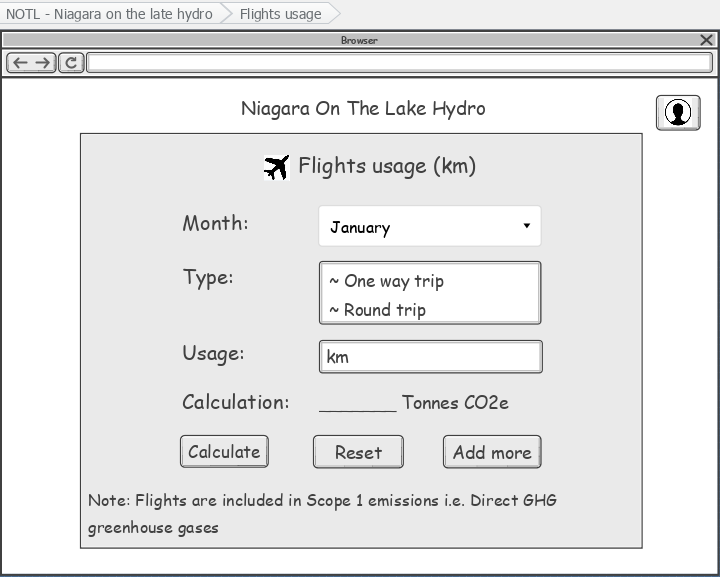 NOTL - Niagara on the late hydro
Flights usage
Browser
Niagara On The Lake Hydro
Flights usage (km)
Month:
January
Type:
~ One way trip
~ Round trip
Usage:
km
Calculation:
_______ Tonnes CO2e
Calculate
Reset
Add more
Note: Flights are included in Scope 1 emissions i.e. Direct GHG
greenhouse gases